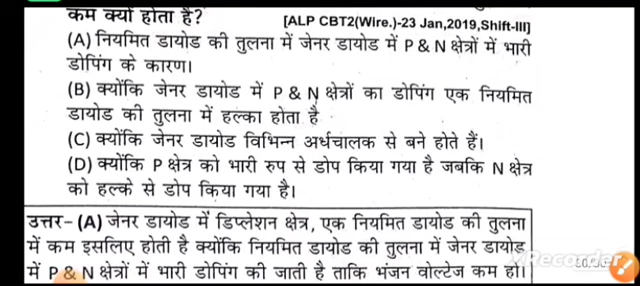 कम क्यों होता है?
[ALP CBT2(Wire.)-23 Jan,2019,Shift-III]
(A) नियमित डायोड की तुलना में जेनर डायोड में P & N क्षेत्रों में भारी
डोपिंग के कारण।
(B) क्योंकि जेनर डायोड में P & N क्षेत्रों का डोपिंग एक नियमित
डायोड की तुलना में हल्का होता है
(C) क्योंकि जेनर डायोड विभिन्न अर्धचालक से बने होते हैं।
(D) क्योंकि P क्षेत्र को भारी रुप से डोप किया गया है जबकि N क्षेत्र
को हल्के से डोप किया गया है।
उत्तर– (A) जेनर डायोड में डिप्लेशन क्षेत्र, एक नियमित डायोड की तुलना
में कम इसलिए होती है क्योंकि नियमित डायोड की तुलना में जेनर डायोड
में P & N क्षेत्रों में भारी डोपिंग की जाती है ताकि भंजन वोल्टेज कम हो।
XRecorder